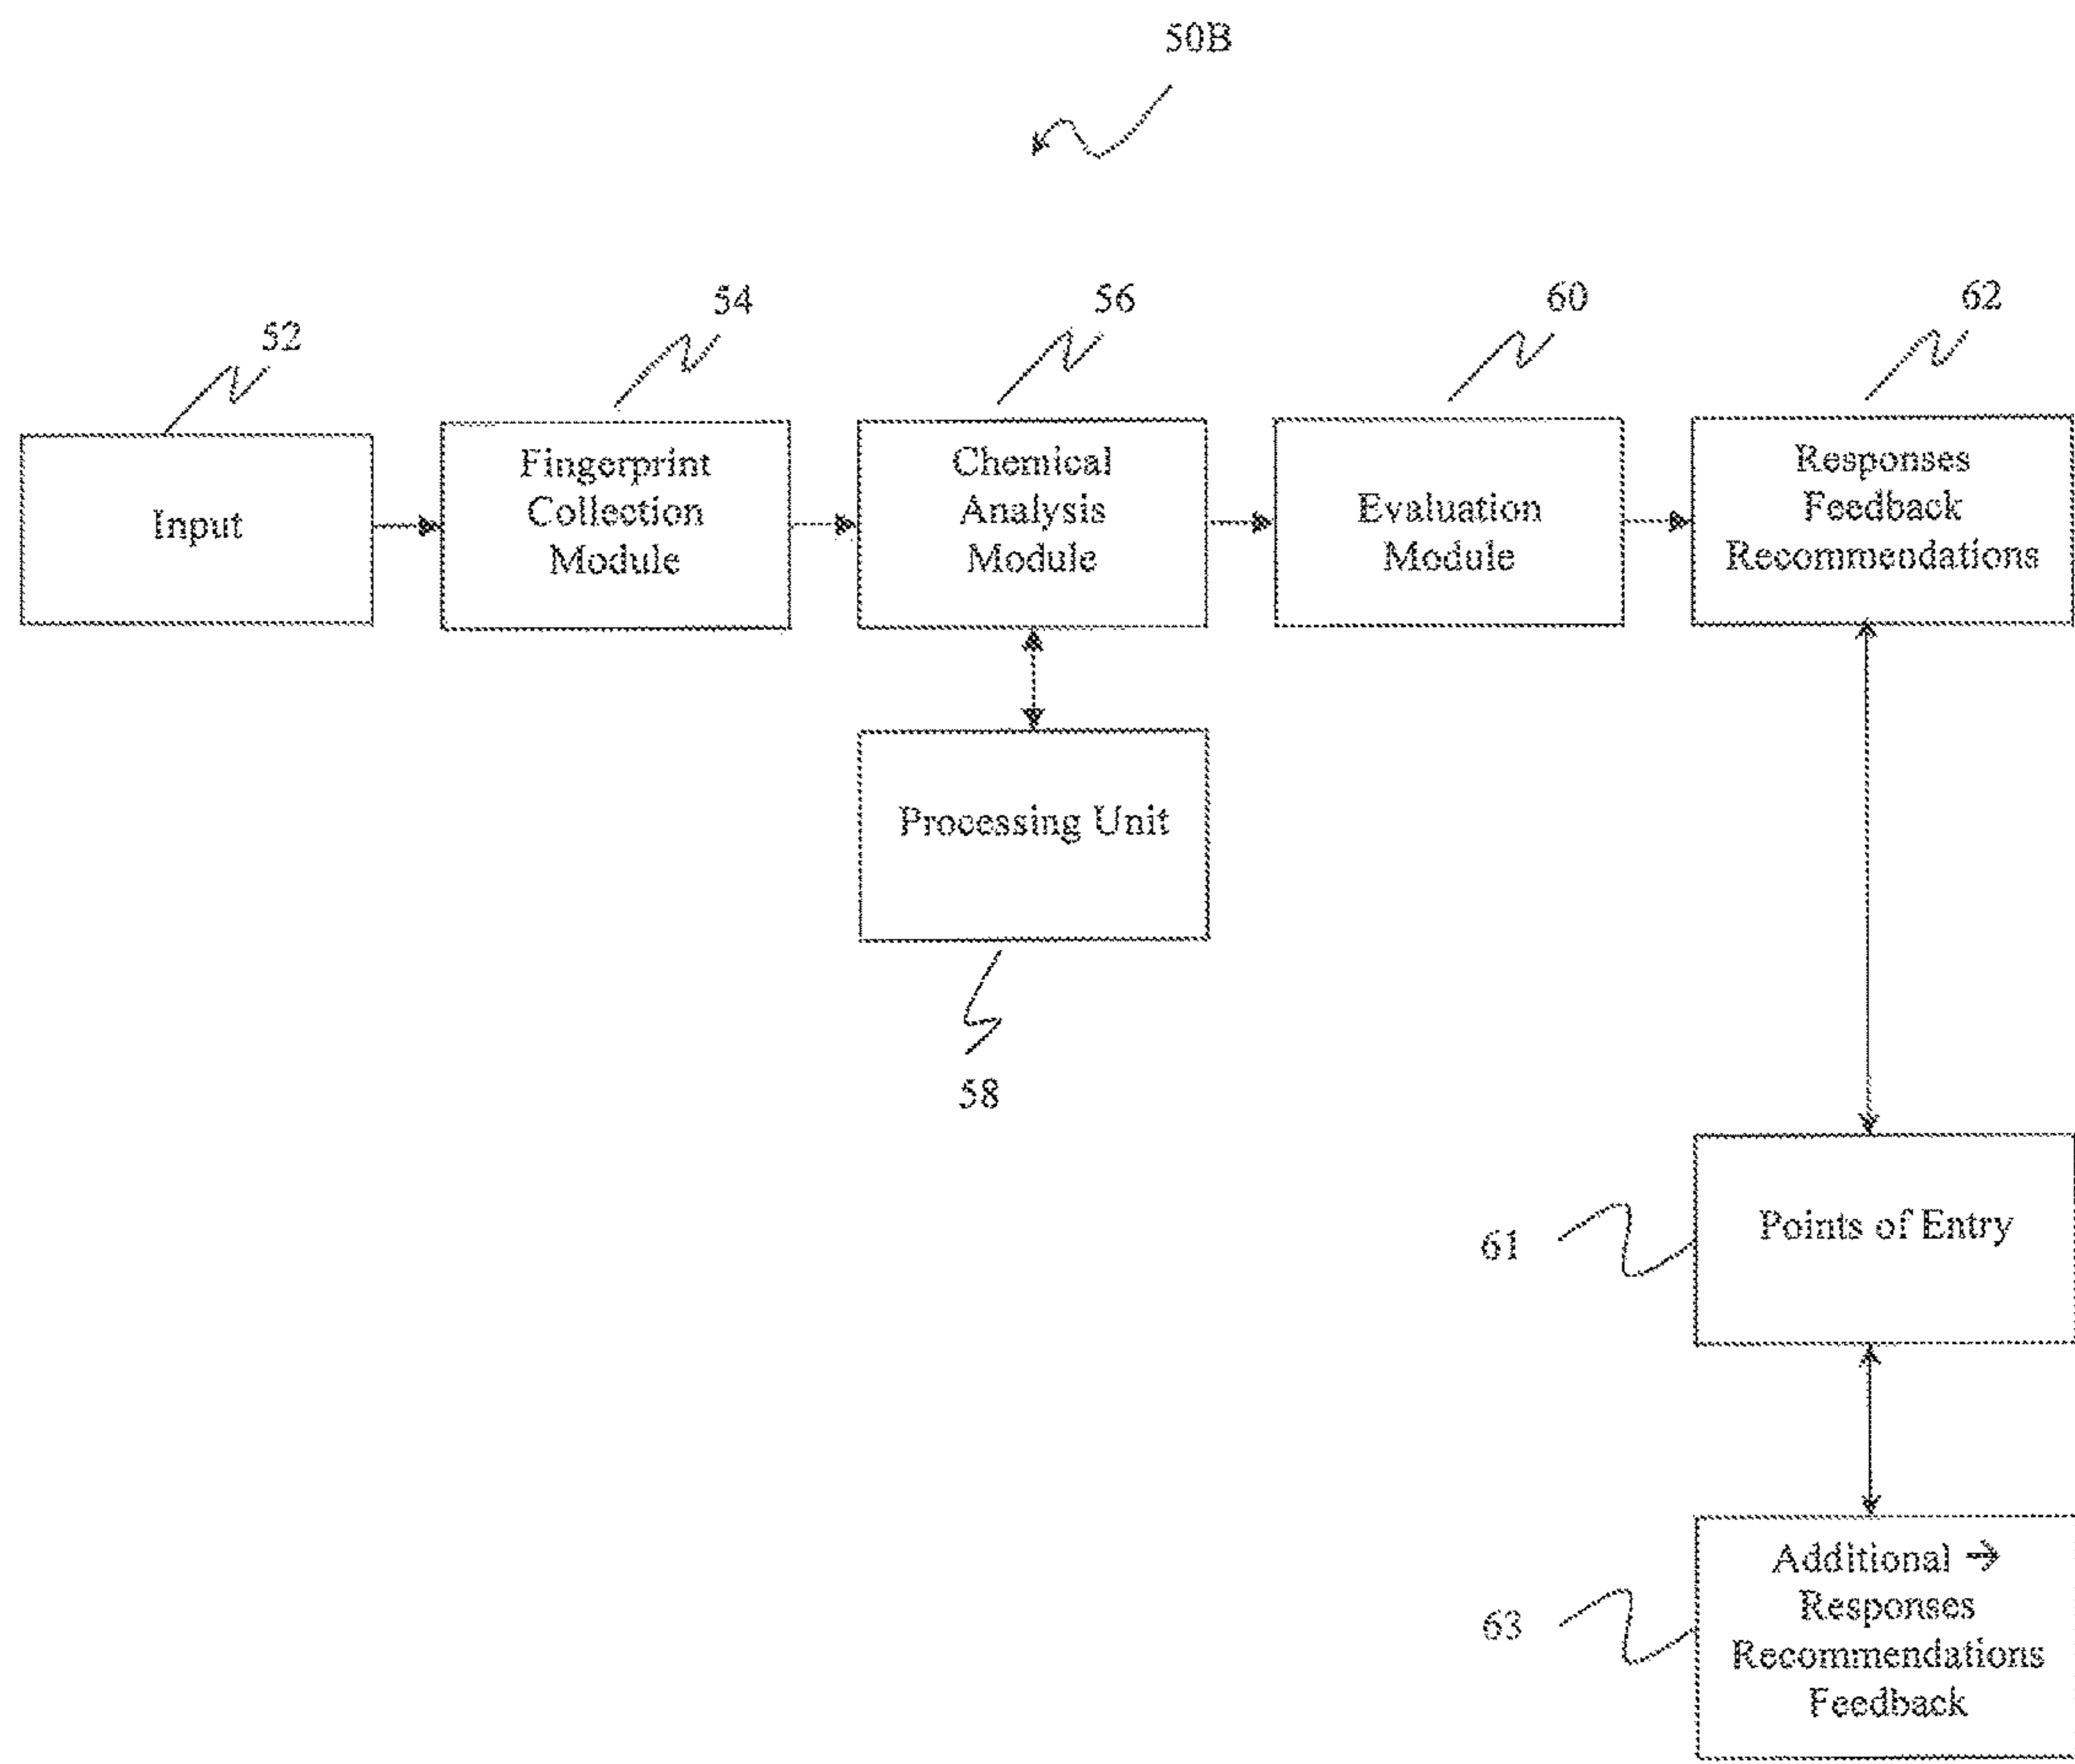 50B
52
54
56
60
62
Input
Fingerprint
Collection
Module
Chemical
Analysis
Module
Evaluation
Module
Responses
Feedback
Recommendations
Processing Unit
58
61
Points of Entry
63
Additional →
Responses
Recommendations
Feedback